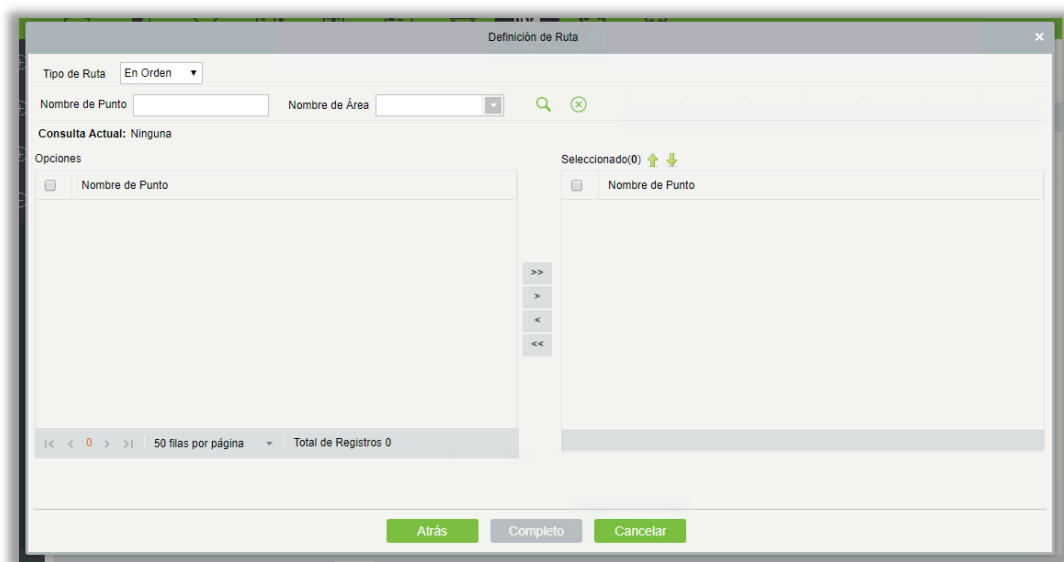 Definición de Ruta ×
Tipo de Ruta En Orden
Nombre de Punto Nombre de Área
Consulta Actual: Ninguna
Opciones
Seleccionado(0)
Nombre de Punto
Nombre de Punto
>>
>
<
<<
0 50 filas por página Total de Registros 0
Atrás Completo Cancelar